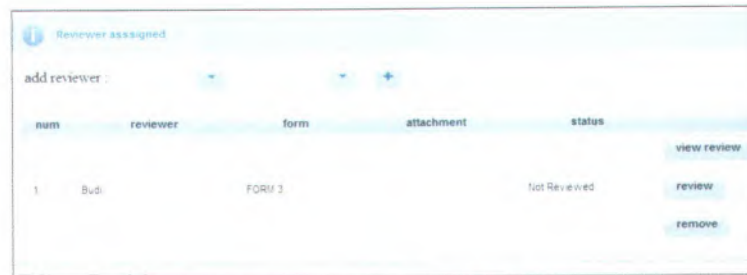 Reviewer asssigned
add reviewer :
+
num reviewer form attachment status
view review
1 Budi FORM 3 Not Reviewed review
remove